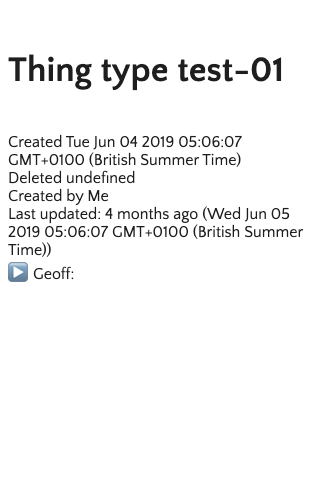 Thing type test-01
Created Tue Jun 04 2019 05:06:07
GMT+0100 (British Summer Time)
Deleted undefined
Created by Me
Last updated: 4 months ago (Wed Jun 05
2019 05:06:07 GMT+0100 (British Summer
Time))
Geoff: